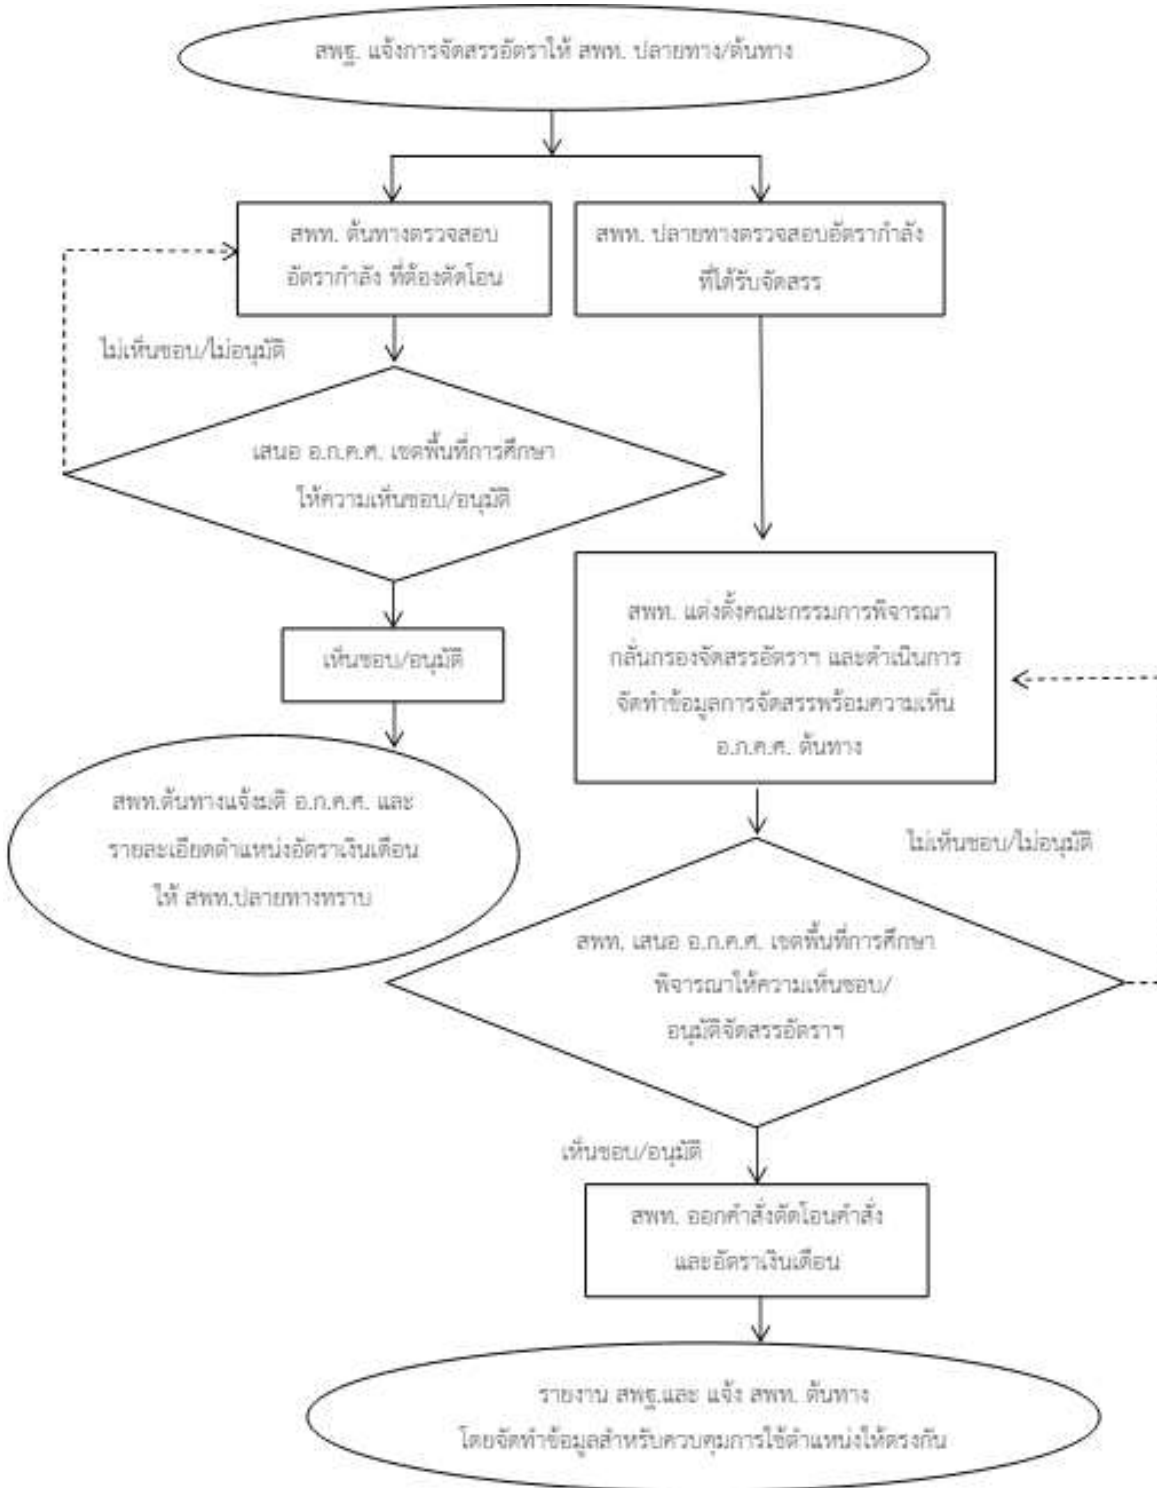 สพฐ. แจ้งการจัดสรรอัตราให้ สพท. ปลายทาง/ต้นทาง
สพท. ต้นทางตรวจสอบ
อัตรากำลัง ที่ต้องตัดโอน
สพท. ปลายทางตรวจสอบอัตรากำลัง
ที่ได้รับจัดสรร
ไม่เห็นชอบ/ไม่อนุมัติ
เสนอ อ.ก.ค.ศ. เขตพื้นที่การศึกษา
ให้ความเห็นชอบ/อนุมัติ
เห็นชอบ/อนุมัติ
สพท. แต่งตั้งคณะกรรมการพิจารณา
กลั่นกรองจัดสรรอัตราฯ และดำเนินการ
จัดทำข้อมูลการจัดสรรพร้อมความเห็น
อ.ก.ค.ศ. ต้นทาง
สพท.ต้นทางแจ้งมติ อ.ก.ค.ศ. และ
รายละเอียดตำแหน่งอัตราเงินเดือน
ให้ สพท.ปลายทางทราบ
ไม่เห็นชอบ/ไม่อนุมัติ
สพท. เสนอ อ.ก.ค.ศ. เขตพื้นที่การศึกษา
พิจารณาให้ความเห็นชอบ/
อนุมัติจัดสรรอัตราฯ
เห็นชอบ/อนุมัติ
สพท. ออกคำสั่งตัดโอนคำสั่ง
และอัตราเงินเดือน
รายงาน สพฐ.และ แจ้ง สพท. ต้นทาง
โดยจัดทำข้อมูลสำหรับควบคุมการใช้ตำแหน่งให้ตรงกัน